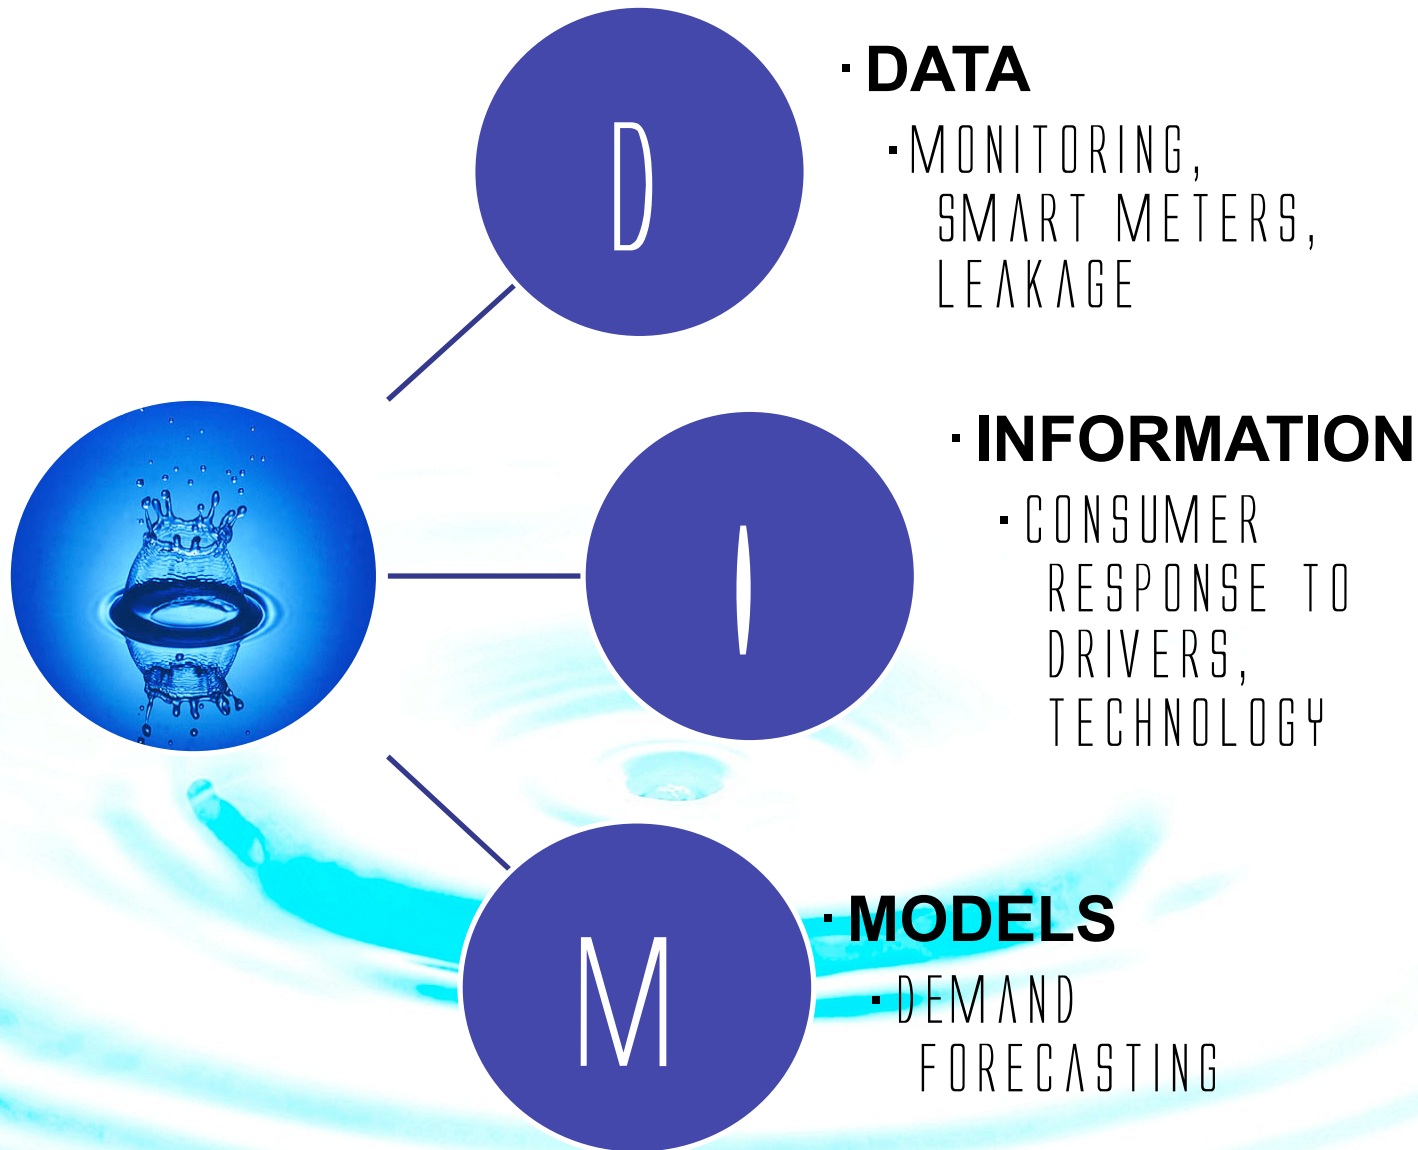 D
· DATA
· MONITORING,
SMART METERS,
LEAKAGE
I
· INFORMATION
· CONSUMER
RESPONSE TO
DRIVERS,
TECHNOLOGY
M
· MODELS
· DEMAND
FORECASTING